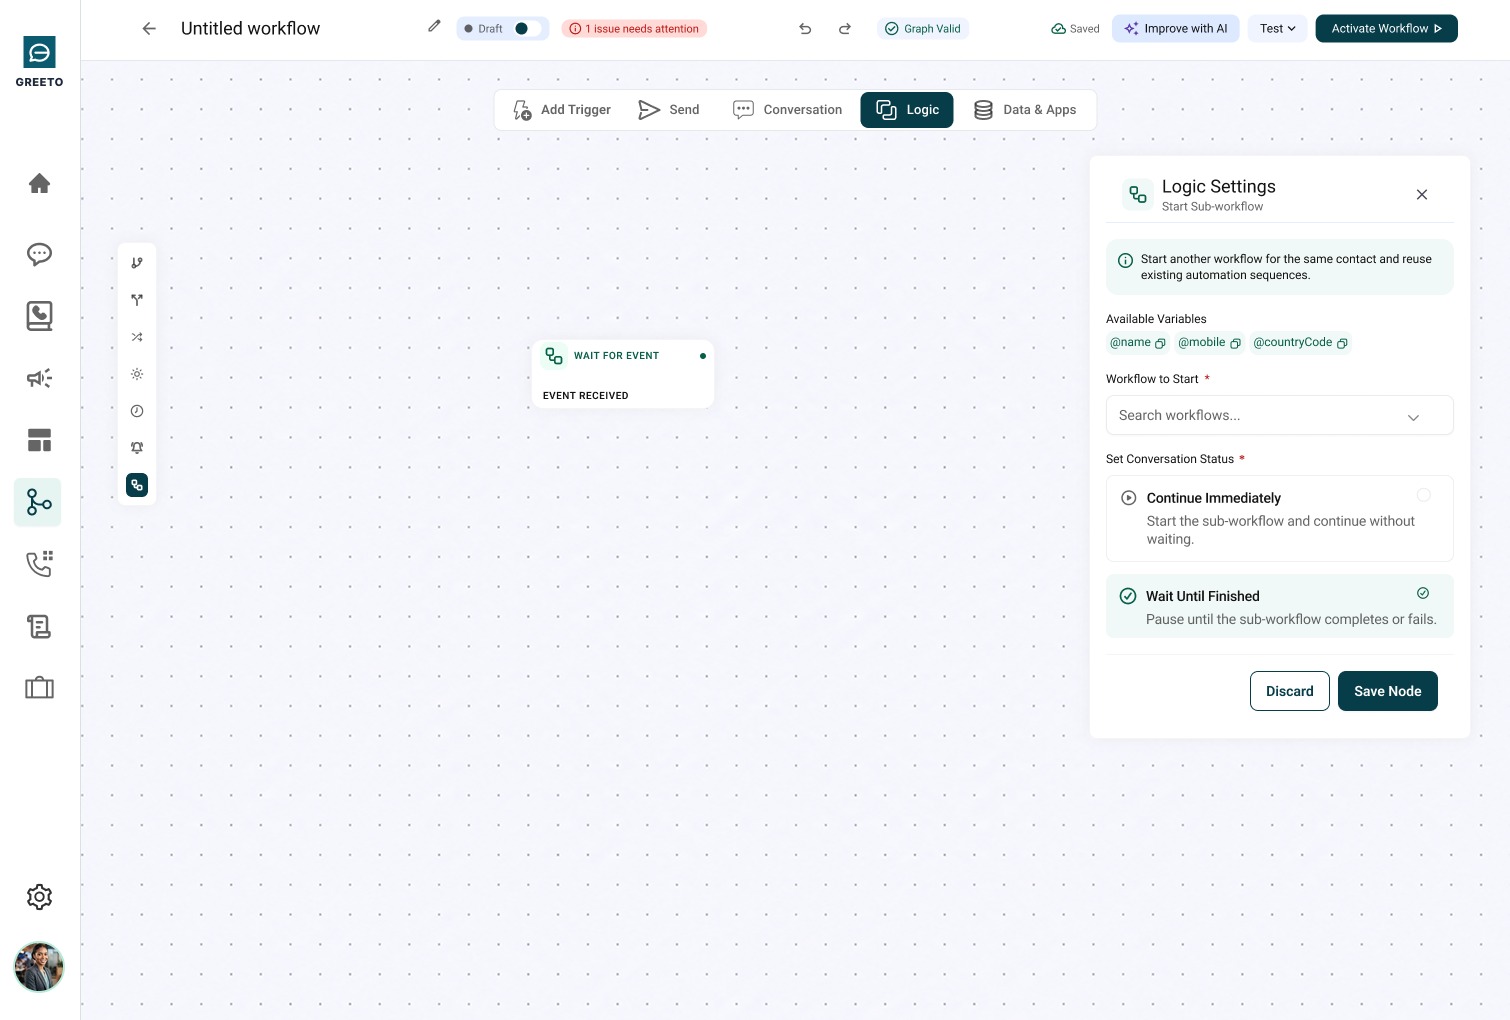 Untitled workflow
Draft
1 issue needs attention
Graph Valid
Saved
Improve with AI
Test
Activate Workflow
GREETO
Add Trigger
Send
Conversation
Logic
Data & Apps
Logic Settings
Start Sub-workflow
Start another workflow for the same contact and reuse
existing automation sequences.
Available Variables
@name
@mobile
@countryCode
WAIT FOR EVENT
EVENT RECEIVED
Workflow to Start *
Search workflows...
Set Conversation Status *
Continue Immediately
Start the sub-workflow and continue without
waiting.
Wait Until Finished
Pause until the sub-workflow completes or fails.
Discard
Save Node